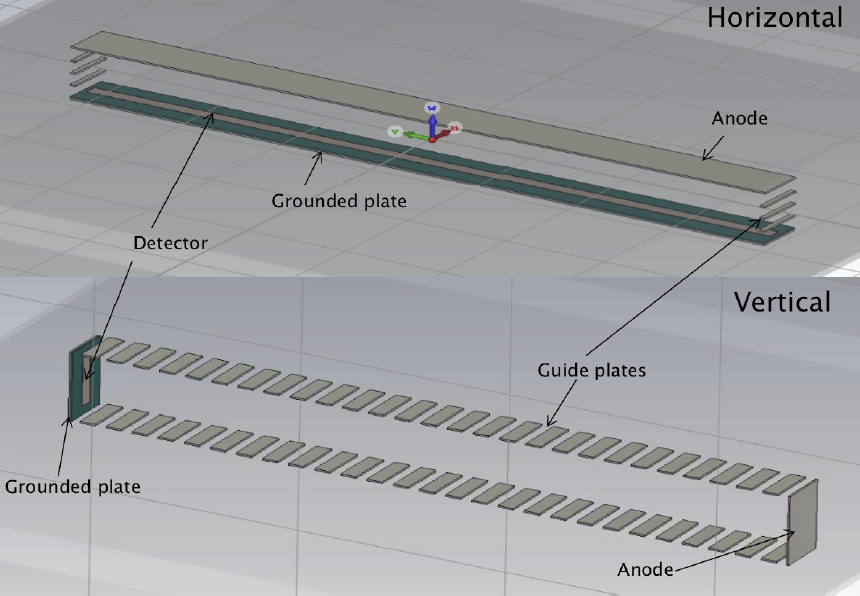 Horizontal
Anode
Grounded plate
Detector
Vertical
Guide plates
Grounded plate
Anode